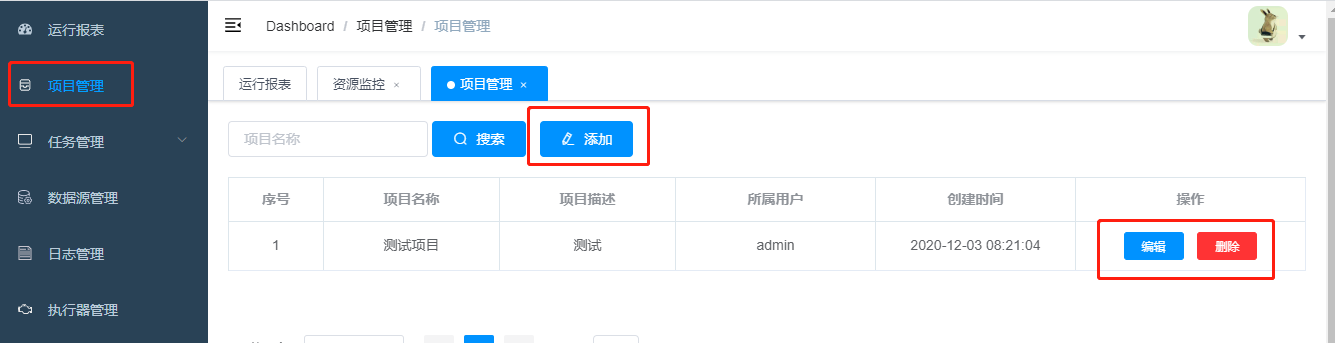 运行报表
项目管理
任务管理
数据源管理
日志管理
执行器管理
Dashboard / 项目管理 / 项目管理
运行报表 资源监控 × 项目管理 ×
项目名称 搜索 添加
序号 项目名称 项目描述 所属用户 创建时间 操作
1 测试项目 测试 admin 2020-12-03 08:21:04 编辑 删除